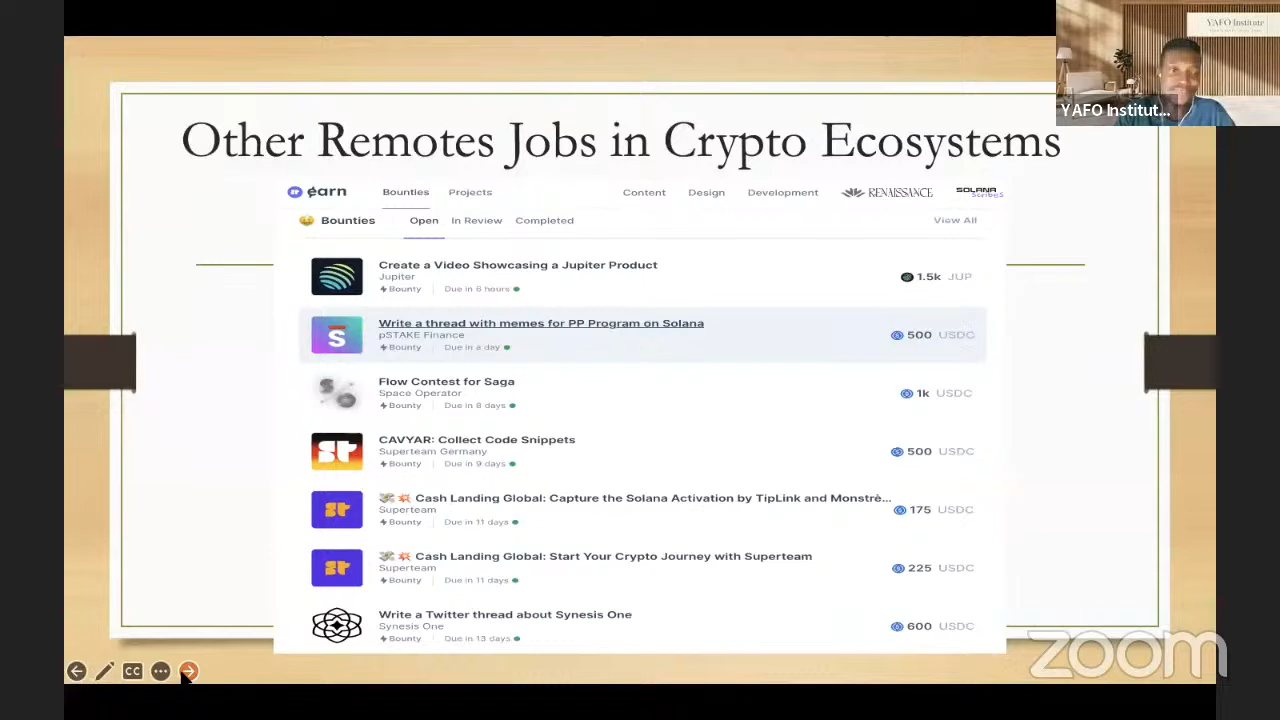 YAFO Institute
YAFO Institut...
Other Remotes Jobs in Crypto Ecosystems
earn
Bounties
Projects
Content
Design
Development
RENAISSANCE
SOLANA
Scribes
Bounties
Open
In Review
Completed
View All
Create a Video Showcasing a Jupiter Product
Jupiter
Bounty
Due in 6 hours
1.5k JUP
Write a thread with memes for PP Program on Solana
pSTAKE Finance
Bounty
Due in a day
500 USDC
Flow Contest for Saga
Space Operator
Bounty
Due in 8 days
1k USDC
CAVYAR: Collect Code Snippets
Superteam Germany
Bounty
Due in 9 days
500 USDC
💸 💥 Cash Landing Global: Capture the Solana Activation by TipLink and Monstrè...
Superteam
Bounty
Due in 11 days
175 USDC
💸 💥 Cash Landing Global: Start Your Crypto Journey with Superteam
Superteam
Bounty
Due in 11 days
225 USDC
Write a Twitter thread about Synesis One
Synesis One
Bounty
Due in 13 days
600 USDC
CC
zoom